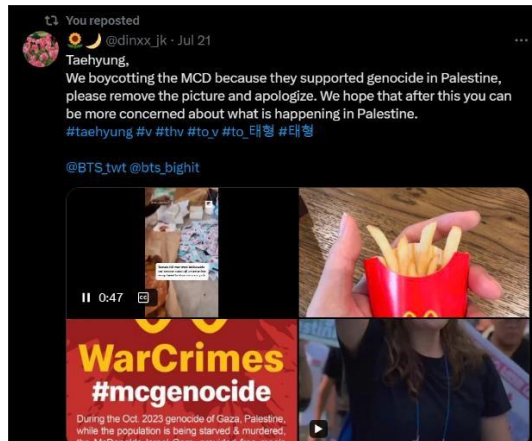 You reposted
@dinxx_jk · Jul 21
Taehyung,
We boycotting the MCD because they supported genocide in Palestine,
please remove the picture and apologize. We hope that after this you can
be more concerned about what is happening in Palestine.
#taehyung #v #thv #to_v #to_태형 #태형
@BTS_twt @bts_bighit
0:47
WarCrimes
#mcgenocide
During the Oct. 2023 genocide of Gaza, Palestine,
while the population is being starved & murdered,